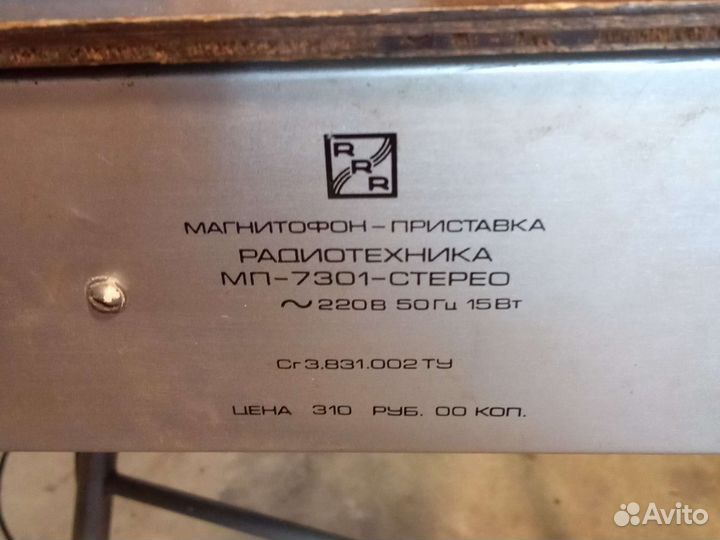 RRR
МАГНИТОФОН-ПРИСТАВКА
РАДИОТЕХНИКА
МП-7301-СТЕРЕО
~220В 50Гц 15Вт
Сг3.831.002ТУ
ЦЕНА 310 РУБ. 00 КОП.
Avito